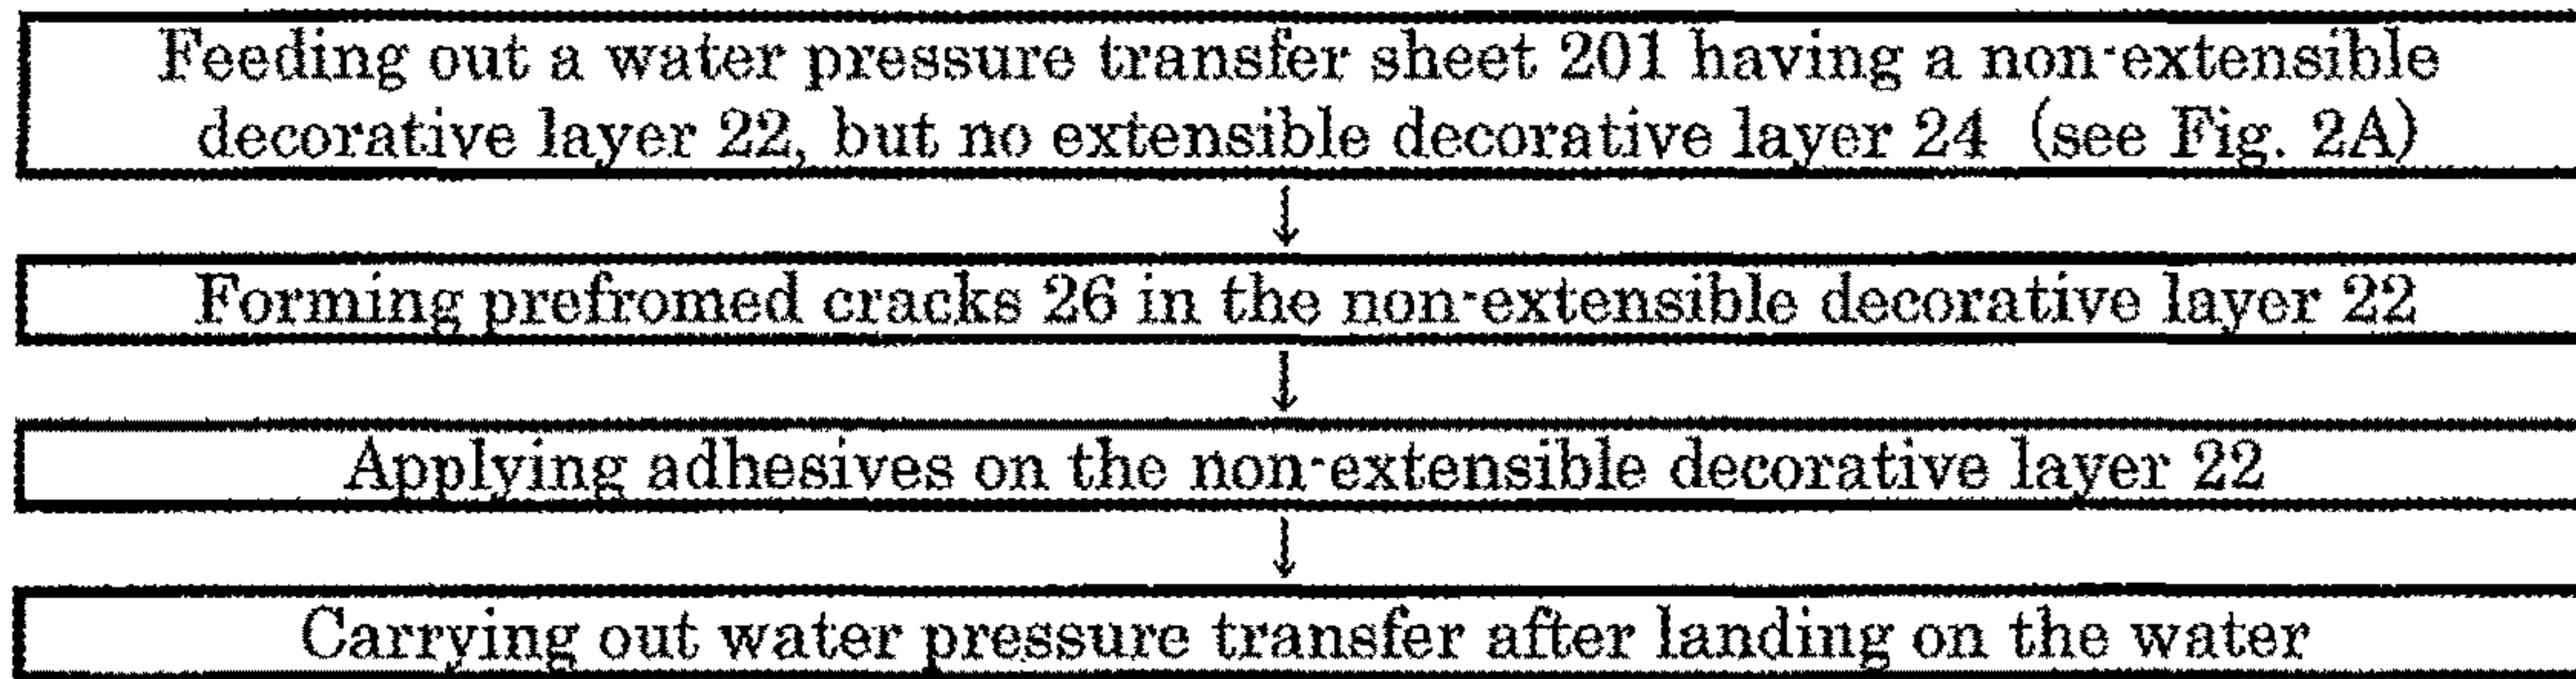 Feeding out a water pressure transfer sheet 201 having a non-extensible
decorative layer 22, but no extensible decorative layer 24 (see Fig. 2A)
↓
Forming prefromed cracks 26 in the non-extensible decorative layer 22
↓
Applying adhesives on the non-extensible decorative layer 22
↓
Carrying out water pressure transfer after landing on the water